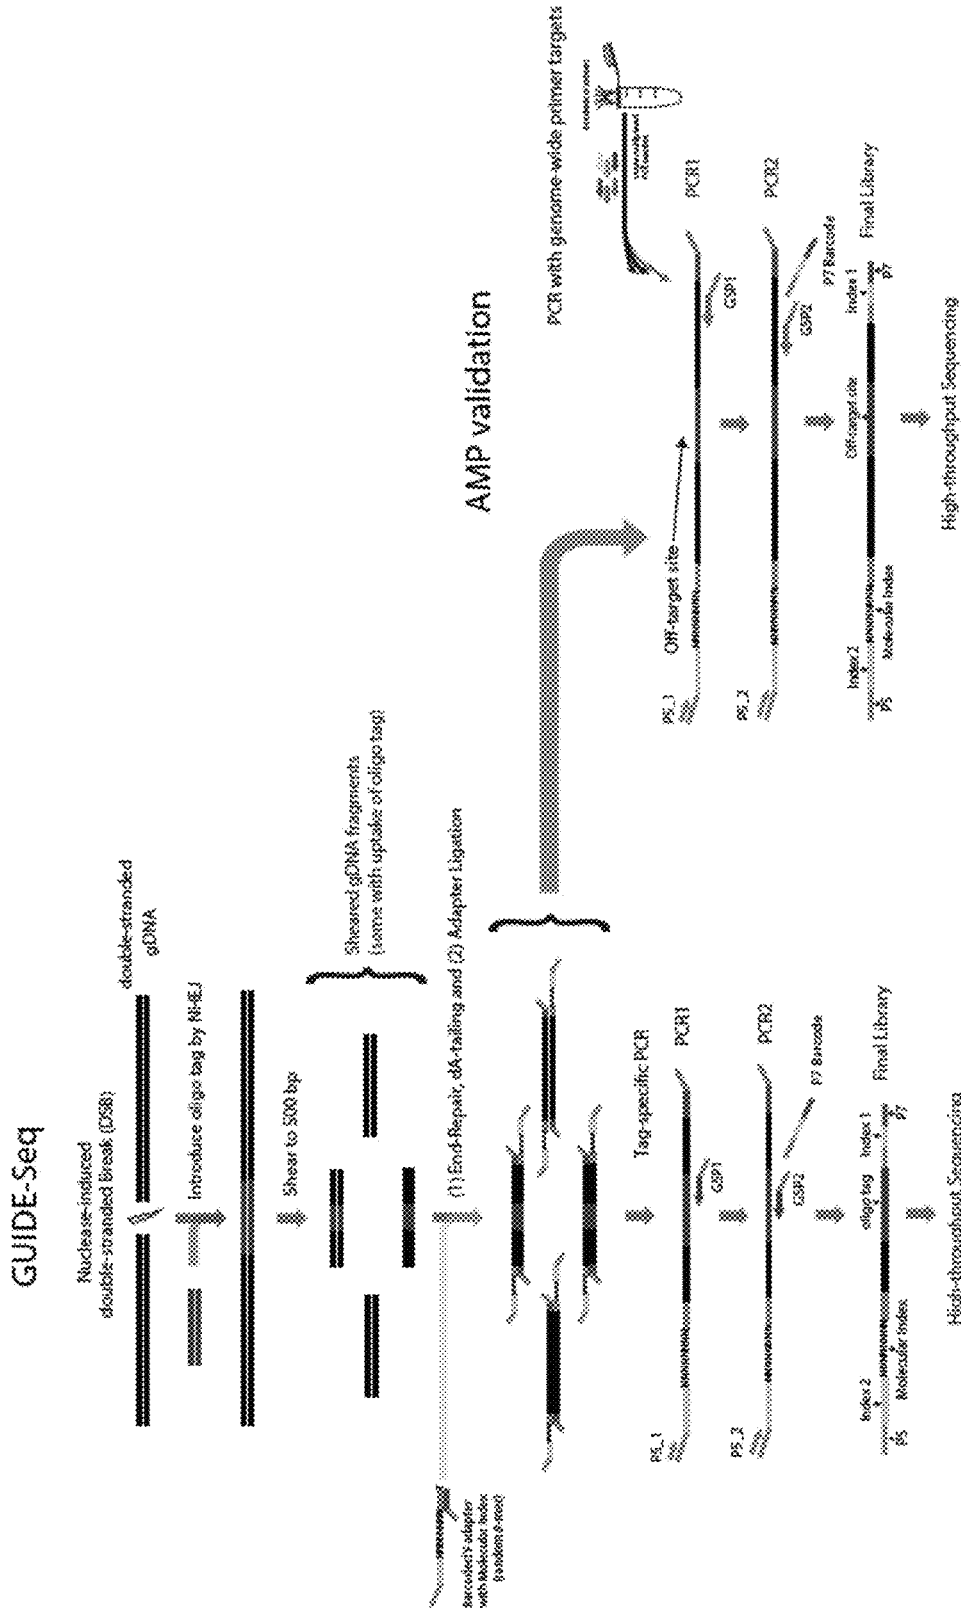 GUIDE-Seq
Nuclease-induced
double-stranded Break (DSB)
double-stranded
gDNA
Introduce oligo tag by NHEJ
Shear to 500 bp
Sheared gDNA fragments
(some with uptake of oligo tag)
(1) End-Repair, dA-tailing and (2) Adapter Ligation
Barcoded Y-adapter
with Molecular Index
(random 8-mer)
Tag-specific PCR
P5_1
GSP1
PCR1
P5_2
GSP2
P7 Barcode
PCR2
P5
Index 2
Molecular Index
oligo tag
Index 1
P7
Final Library
High-throughput Sequencing
AMP validation
PCR with genome-wide primer targets
Off-target site
P5_1
GSP1
PCR1
P5_2
GSP2
P7 Barcode
PCR2
P5
Index 2
Molecular Index
Off-target site
Index 1
P7
Final Library
High-throughput Sequencing